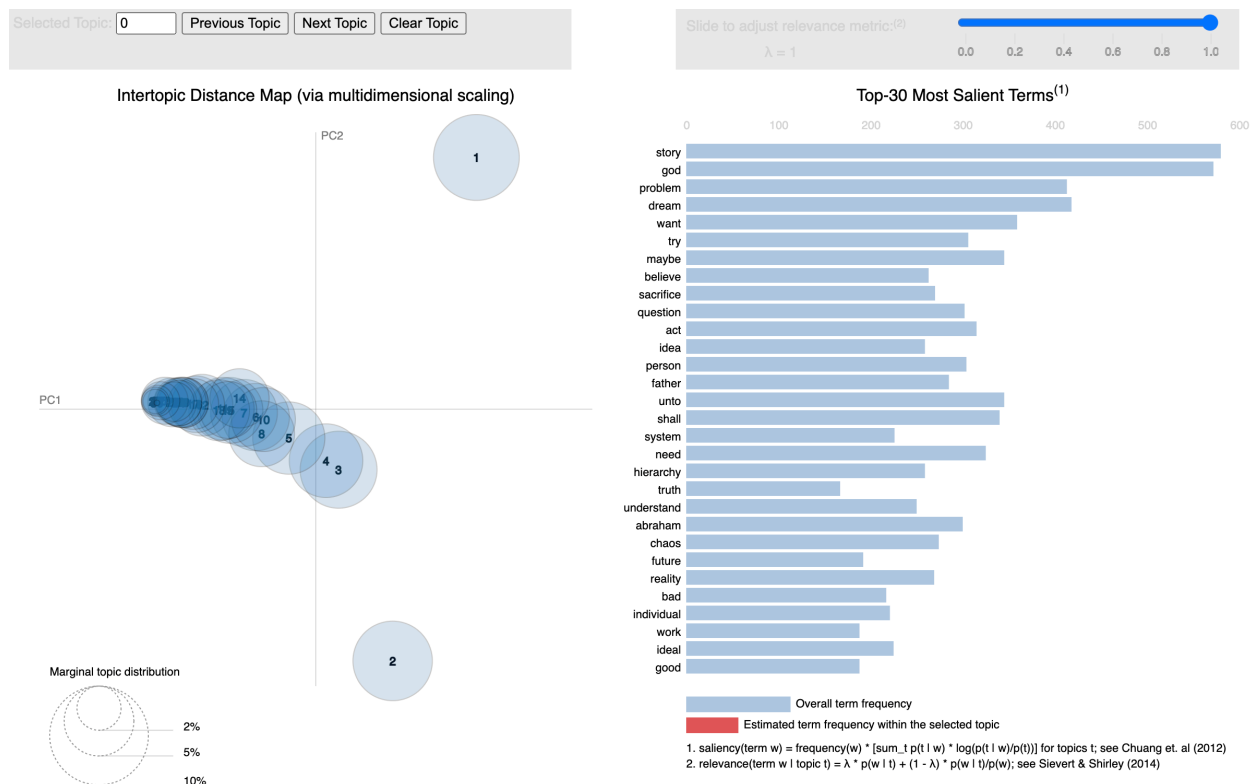 Selected Topic: 0 Previous Topic Next Topic Clear Topic
Slide to adjust relevance metric:(2)
λ = 1
0.0 0.2 0.4 0.6 0.8 1.0
Intertopic Distance Map (via multidimensional scaling)
PC2
PC1
1
14
7
6
10
8
5
4
3
2
Marginal topic distribution
2%
5%
10%
Top-30 Most Salient Terms(1)
0 100 200 300 400 500 600
story
god
problem
dream
want
try
maybe
believe
sacrifice
question
act
idea
person
father
unto
shall
system
need
hierarchy
truth
understand
abraham
chaos
future
reality
bad
individual
work
ideal
good
Overall term frequency
Estimated term frequency within the selected topic
1. saliency(term w) = frequency(w) * [sum_t p(t | w) * log(p(t | w)/p(t))] for topics t; see Chuang et. al (2012)
2. relevance(term w | topic t) = λ * p(w | t) + (1 - λ) * p(w | t)/p(w); see Sievert & Shirley (2014)